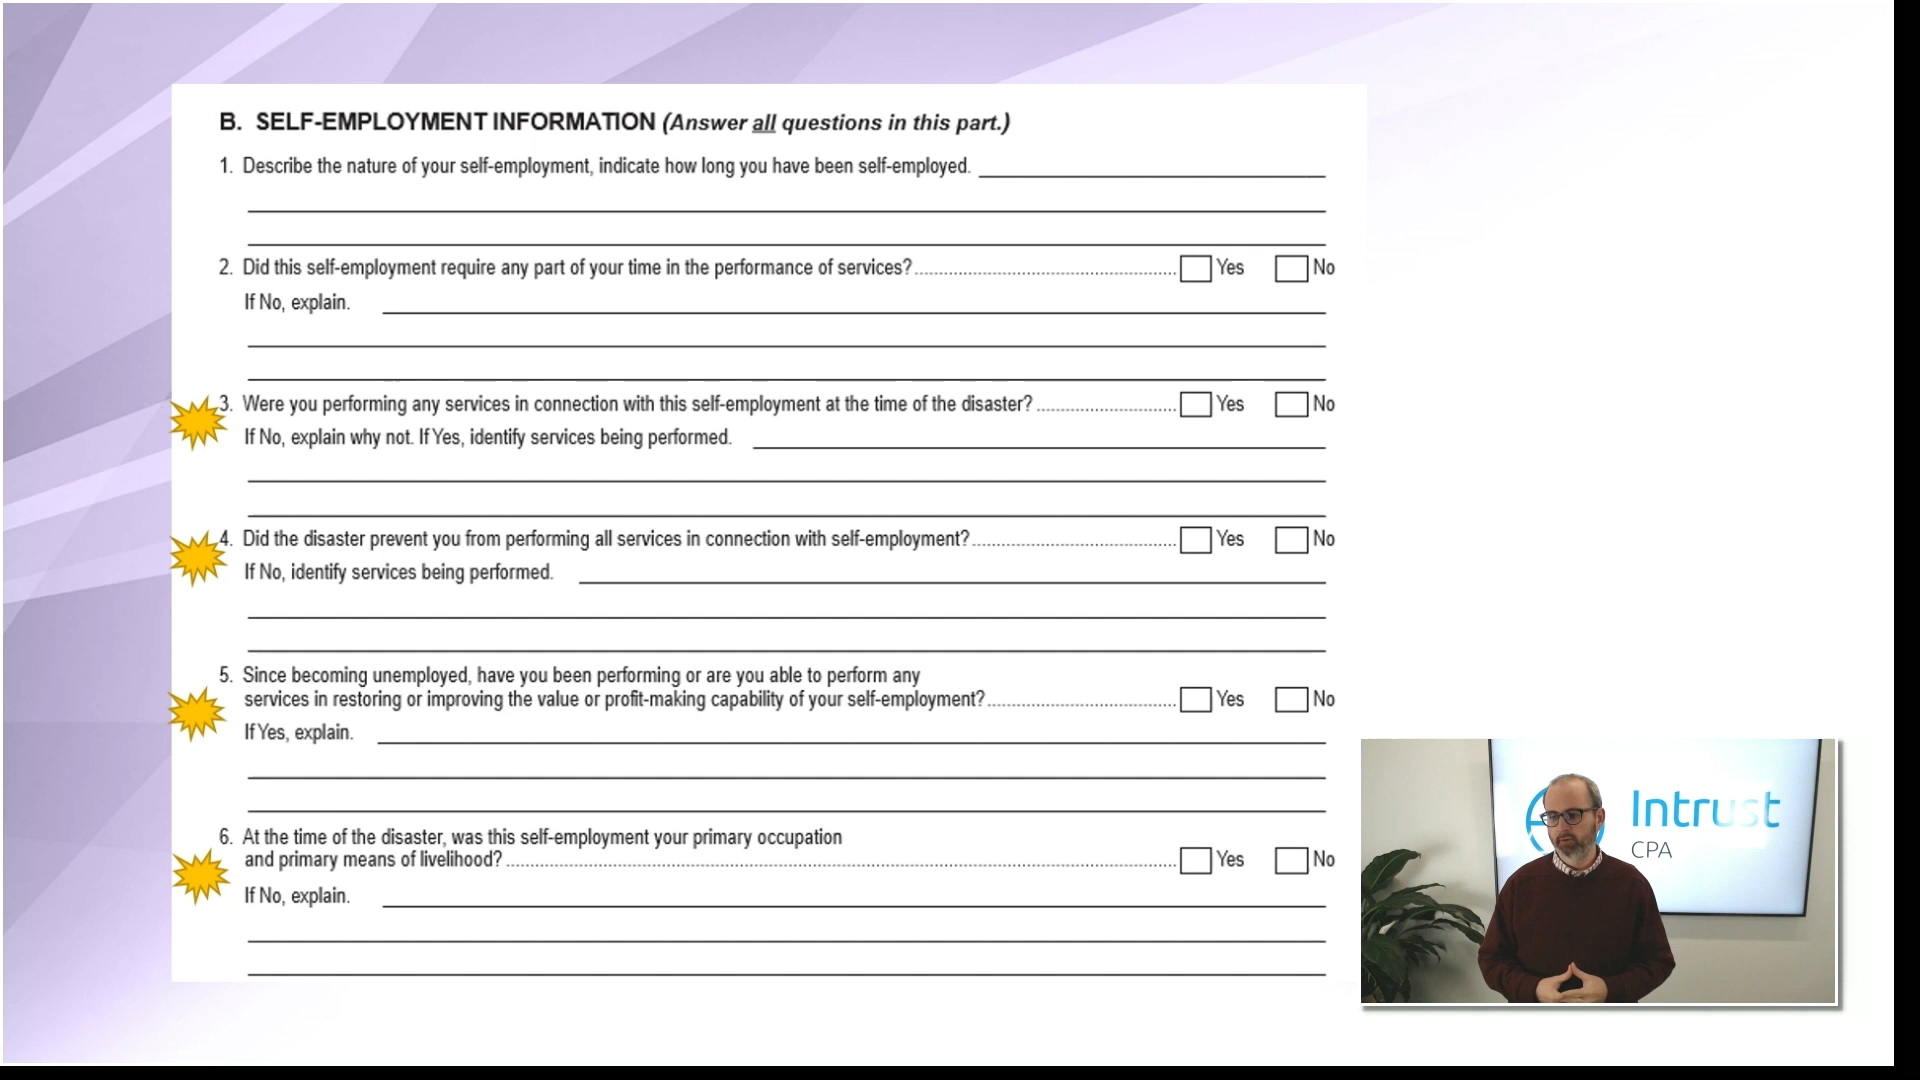 B. SELF-EMPLOYMENT INFORMATION (Answer all questions in this part.)
1. Describe the nature of your self-employment, indicate how long you have been self-employed.
2. Did this self-employment require any part of your time in the performance of services? Yes No
If No, explain.
3. Were you performing any services in connection with this self-employment at the time of the disaster? Yes No
If No, explain why not. If Yes, identify services being performed.
4. Did the disaster prevent you from performing all services in connection with self-employment? Yes No
If No, identify services being performed.
5. Since becoming unemployed, have you been performing or are you able to perform any
services in restoring or improving the value or profit-making capability of your self-employment? Yes No
If Yes, explain.
6. At the time of the disaster, was this self-employment your primary occupation
and primary means of livelihood? Yes No
If No, explain.
Intrust
CPA